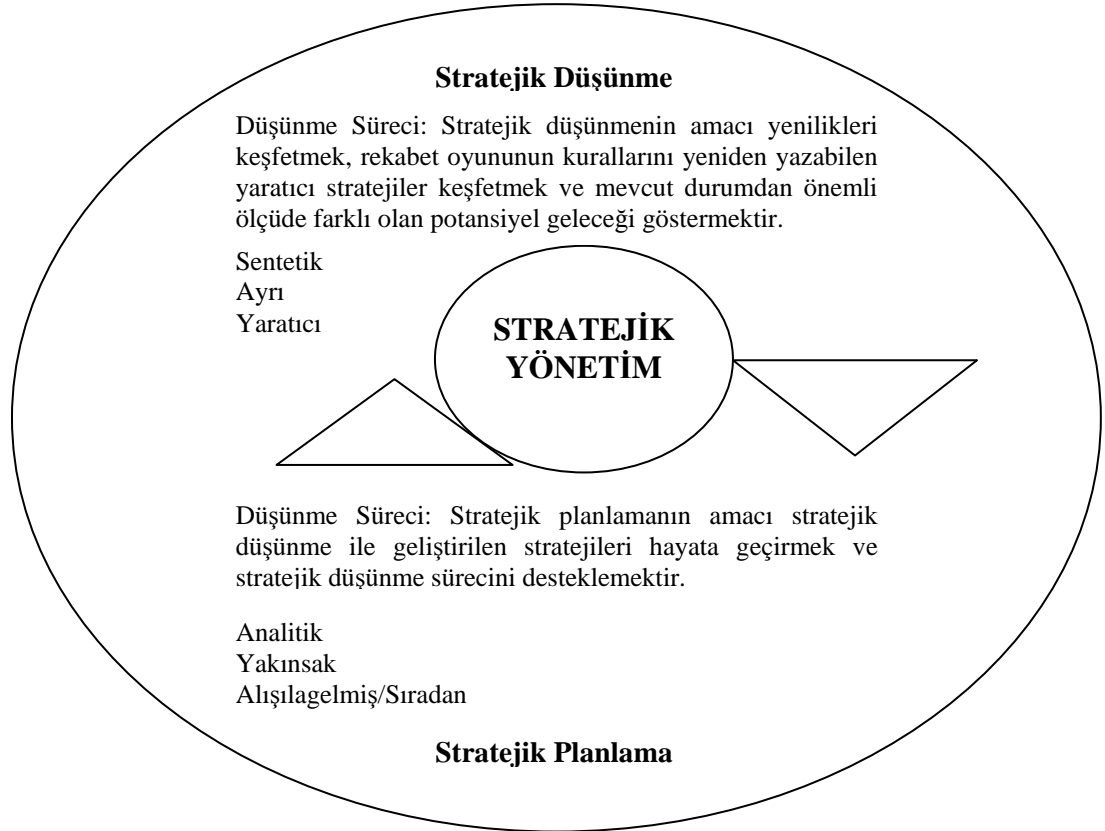 Stratejik Düşünme
Düşünme Süreci: Stratejik düşünmenin amacı yenilikleri
keşfetmek, rekabet oyununun kurallarını yeniden yazabilen
yaratıcı stratejiler keşfetmek ve mevcut durumdan önemli
ölçüde farklı olan potansiyel geleceği göstermektir.
Sentetik
Ayrı
Yaratıcı
STRATEJİK
YÖNETİM
Düşünme Süreci: Stratejik planlamanın amacı stratejik
düşünme ile geliştirilen stratejileri hayata geçirmek ve
stratejik düşünme sürecini desteklemektir.
Analitik
Yakınsak
Alışılagelmiş/Sıradan
Stratejik Planlama